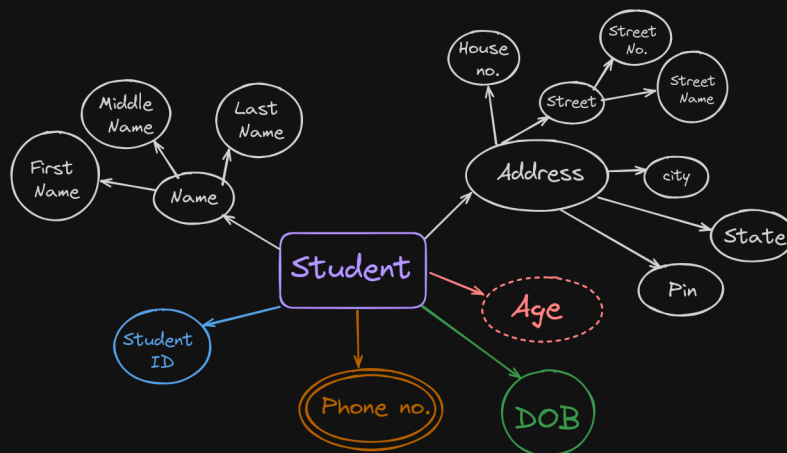 Street
No.
House
no.
Street
Name
Street
Middle
Name
Last
Name
First
Name
Name
Address
city
State
Pin
Student
Age
Student
ID
Phone no.
DOB